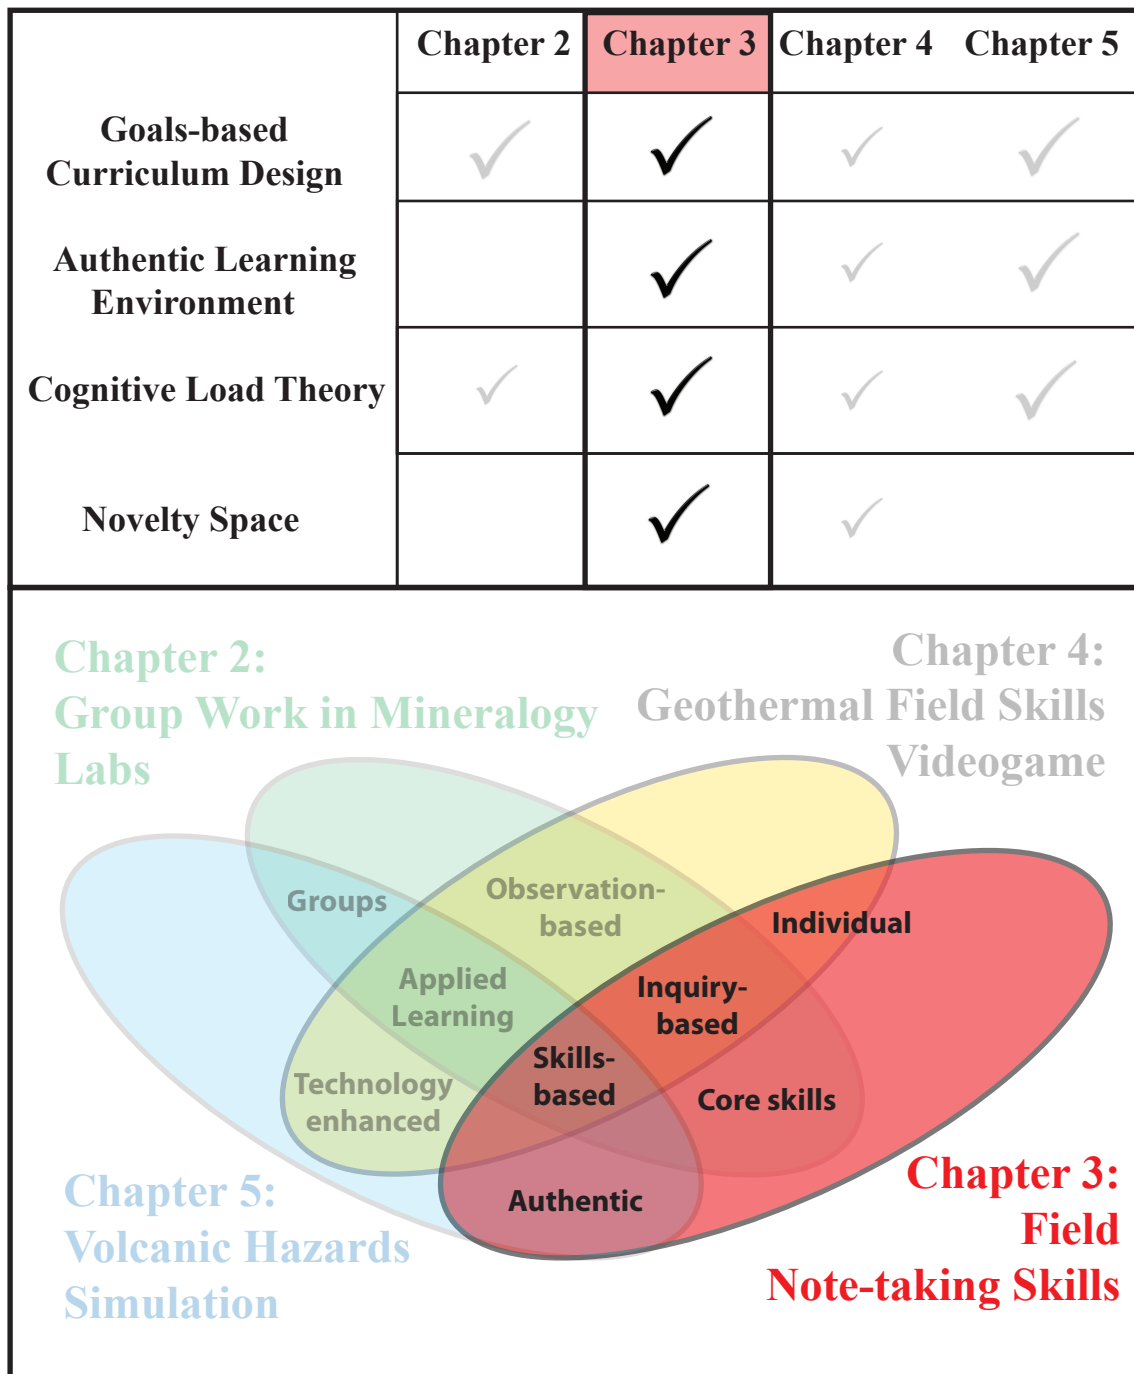 Chapter 2 Chapter 3 Chapter 4 Chapter 5
Goals-based
Curriculum Design
✓ ✓ ✓ ✓
Authentic Learning
Environment
✓ ✓ ✓
Cognitive Load Theory
✓ ✓ ✓ ✓
Novelty Space
✓ ✓
Chapter 2:
Group Work in Mineralogy
Labs
Chapter 4:
Geothermal Field Skills
Videogame
Groups
Observation-
based
Individual
Applied
Learning
Inquiry-
based
Skills-
based
Technology
enhanced
Core skills
Authentic
Chapter 5:
Volcanic Hazards
Simulation
Chapter 3:
Field
Note-taking Skills